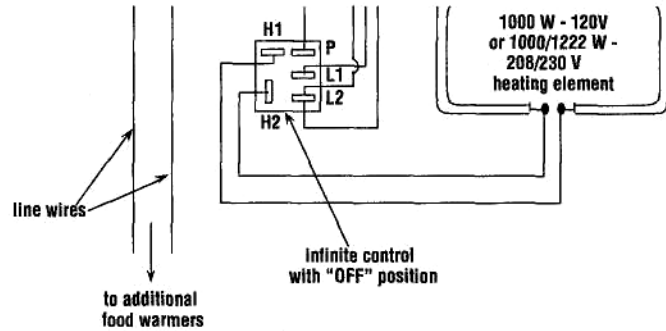 1000 W - 120V
or 1000/1222 W -
208/230 V
heating element
H1
P
L1
L2
H2
line wires
infinite control
with "OFF" position
to additional
food warmers